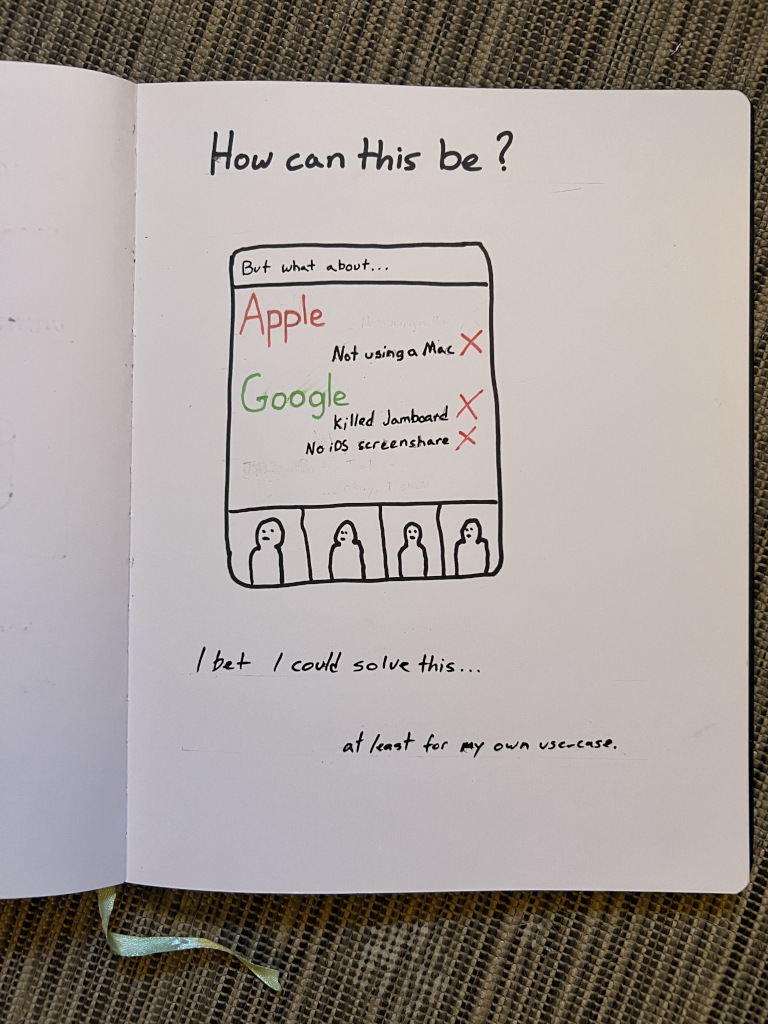 How can this be?
But what about...
Apple
Not using a Mac X
Google
killed Jamboard X
No iOS screenshare X
I bet I could solve this...
at least for my own use-case.